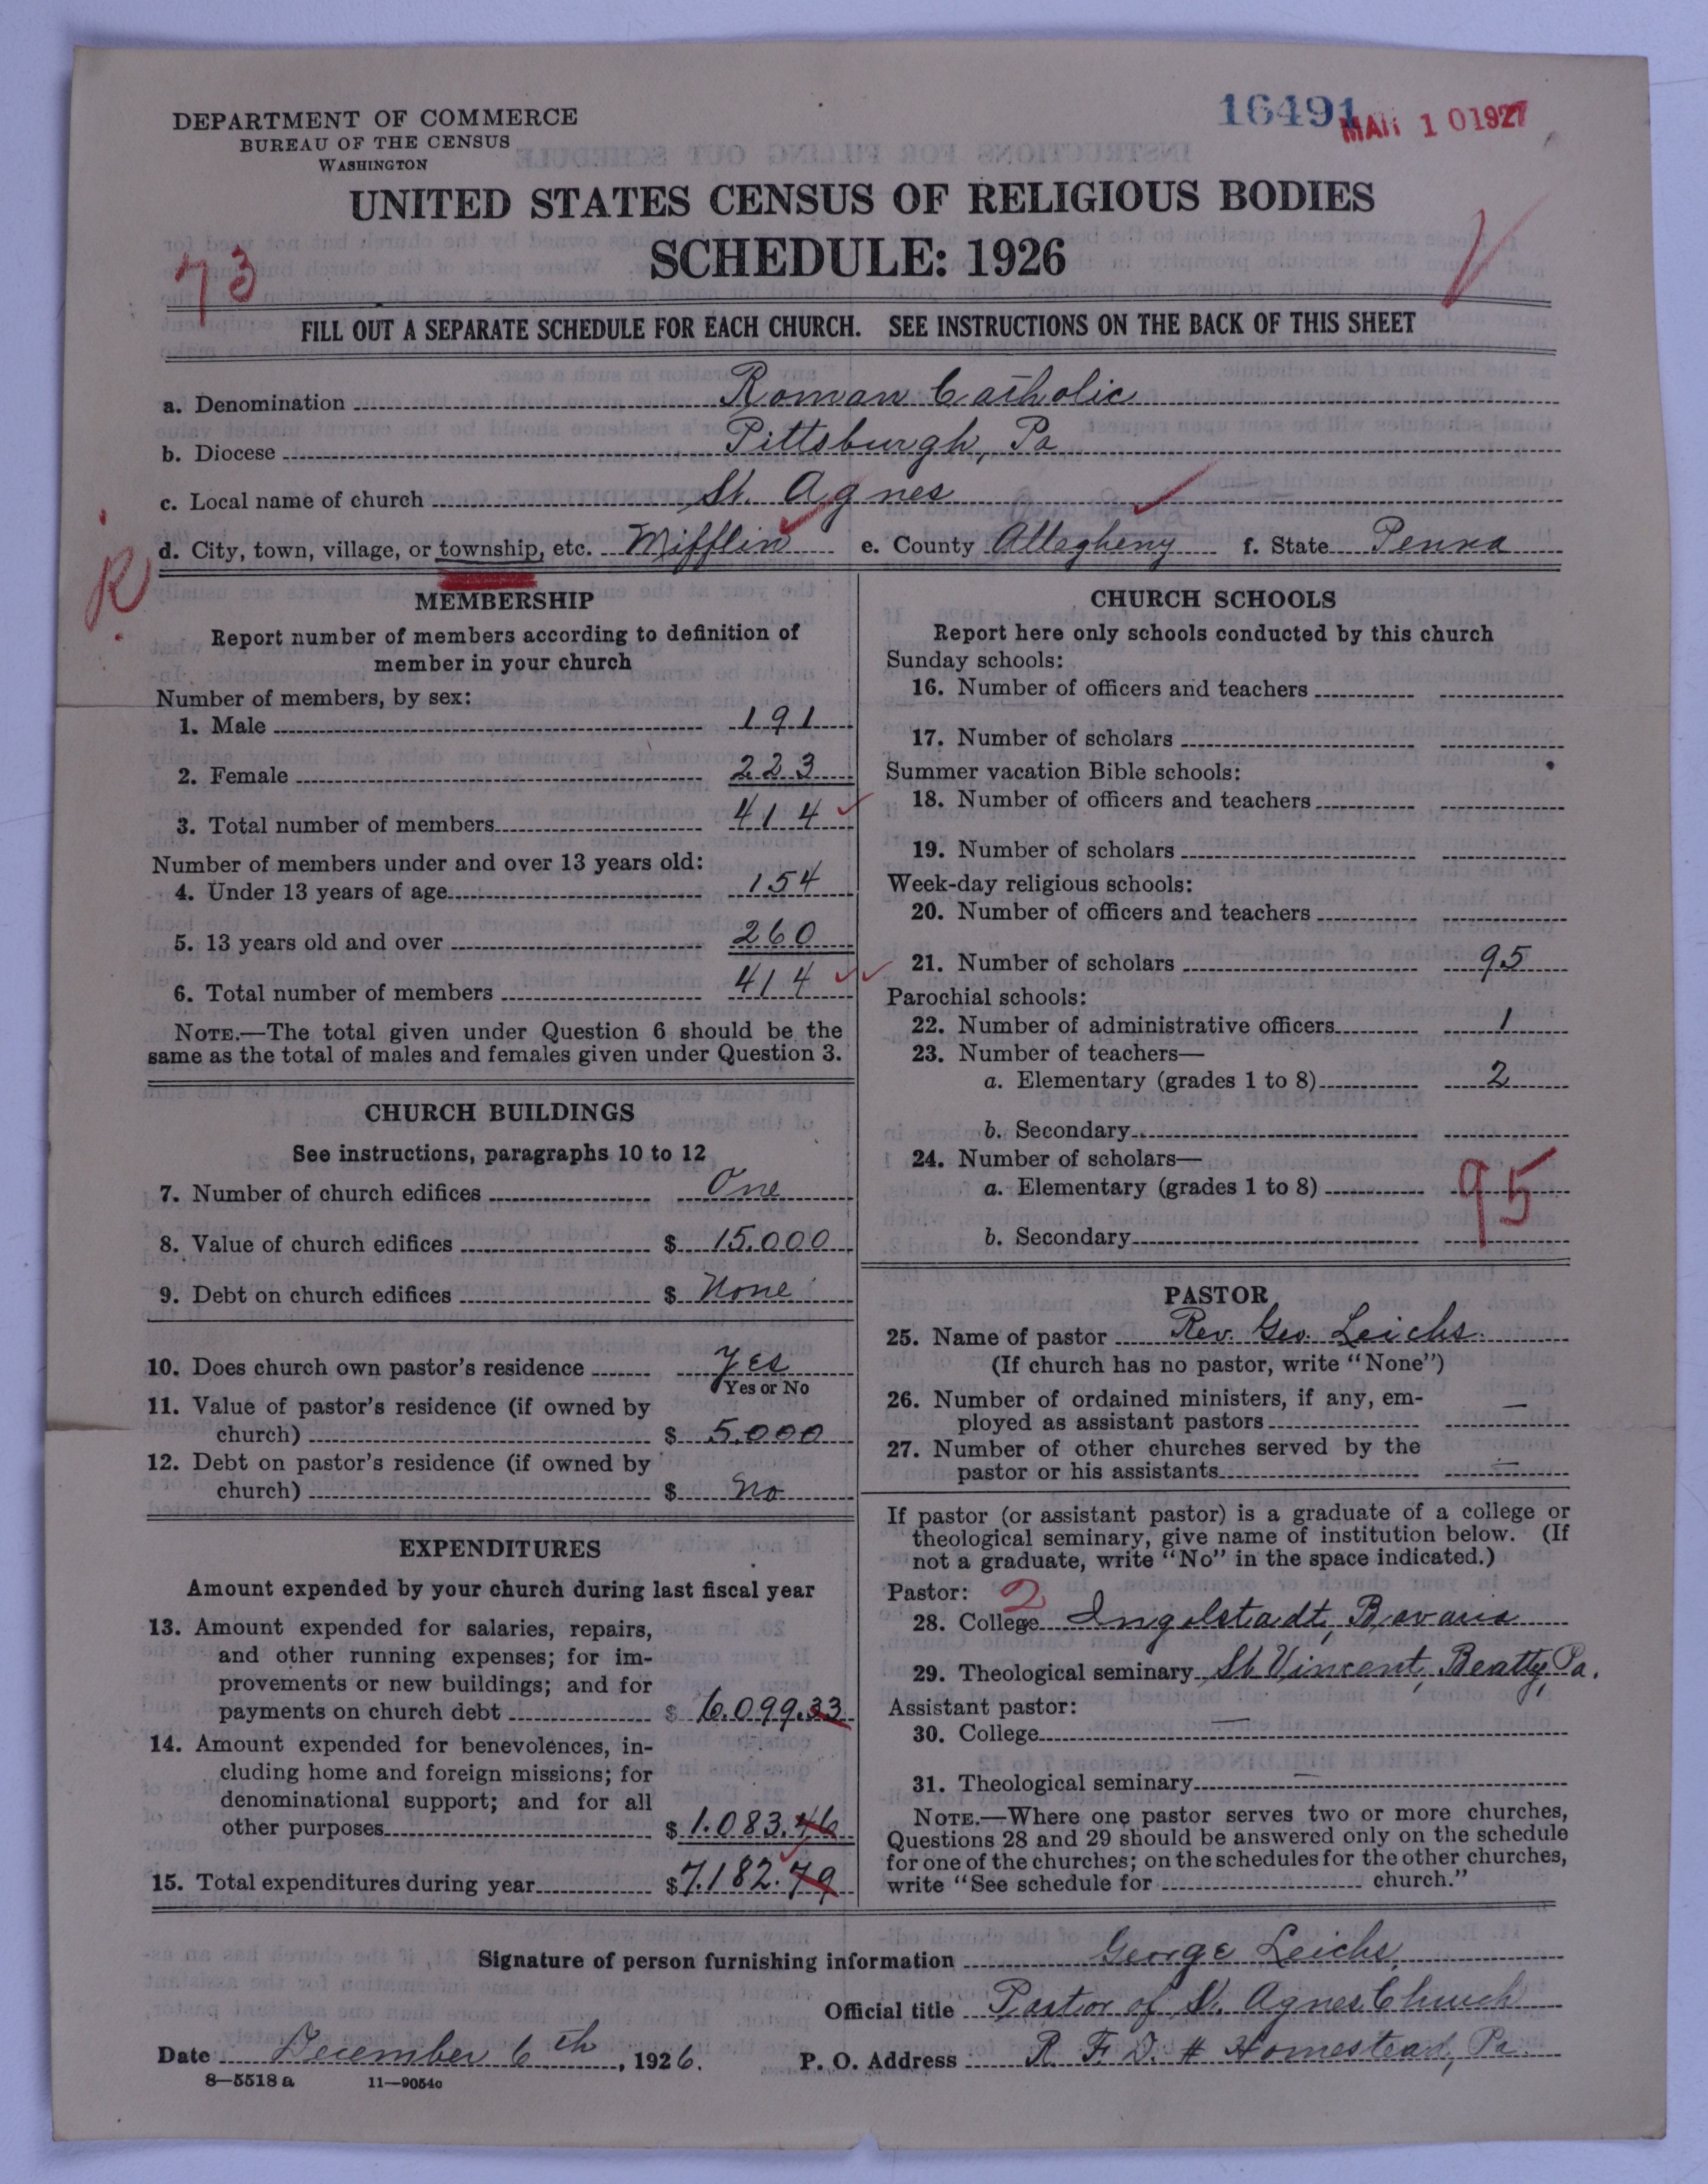 16491
MAR 10 1927
DEPARTMENT OF COMMERCE
BUREAU OF THE CENSUS
WASHINGTON
UNITED STATES CENSUS OF RELIGIOUS BODIES
SCHEDULE: 1926
73
FILL OUT A SEPARATE SCHEDULE FOR EACH CHURCH. SEE INSTRUCTIONS ON THE BACK OF THIS SHEET
a. Denomination Roman Catholic
b. Diocese Pittsburgh, Pa
c. Local name of church St. Agnes
d. City, town, village, or township, etc. Mifflin e. County Allegheny f. State Penna
R
MEMBERSHIP
Report number of members according to definition of
member in your church
Number of members, by sex:
1. Male 191
2. Female 223
3. Total number of members 414
Number of members under and over 13 years old:
4. Under 13 years of age 154
5. 13 years old and over 260
6. Total number of members 414
NOTE.—The total given under Question 6 should be the
same as the total of males and females given under Question 3.
CHURCH BUILDINGS
See instructions, paragraphs 10 to 12
7. Number of church edifices One
8. Value of church edifices $ 15.000
9. Debt on church edifices $ None
10. Does church own pastor's residence Yes
Yes or No
11. Value of pastor's residence (if owned by
church) $ 5.000
12. Debt on pastor's residence (if owned by
church) $ no
EXPENDITURES
Amount expended by your church during last fiscal year
13. Amount expended for salaries, repairs,
and other running expenses; for im-
provements or new buildings; and for
payments on church debt $ 6.099.33
14. Amount expended for benevolences, in-
cluding home and foreign missions; for
denominational support; and for all
other purposes $ 1.083.46
15. Total expenditures during year $ 7.182.79
CHURCH SCHOOLS
Report here only schools conducted by this church
Sunday schools:
16. Number of officers and teachers
17. Number of scholars
Summer vacation Bible schools:
18. Number of officers and teachers
19. Number of scholars
Week-day religious schools:
20. Number of officers and teachers
21. Number of scholars 95
Parochial schools:
22. Number of administrative officers 1
23. Number of teachers—
a. Elementary (grades 1 to 8) 2
b. Secondary
24. Number of scholars—
a. Elementary (grades 1 to 8) 95
b. Secondary
PASTOR
25. Name of pastor Rev. Geo. Leichs.
(If church has no pastor, write "None")
26. Number of ordained ministers, if any, em-
ployed as assistant pastors —
27. Number of other churches served by the
pastor or his assistants —
If pastor (or assistant pastor) is a graduate of a college or
theological seminary, give name of institution below. (If
not a graduate, write "No" in the space indicated.)
Pastor: 2
28. College Ingolstadt, Bavaria
29. Theological seminary St. Vincent, Beatty, Pa.
Assistant pastor:
30. College —
31. Theological seminary —
NOTE.—Where one pastor serves two or more churches,
Questions 28 and 29 should be answered only on the schedule
for one of the churches; on the schedules for the other churches,
write "See schedule for church."
Signature of person furnishing information George Leichs,
Official title Pastor of St. Agnes Church
Date December 6th, 1926. P. O. Address R. F. D. # Homestead, Pa.
8—5518 a 11—9054c